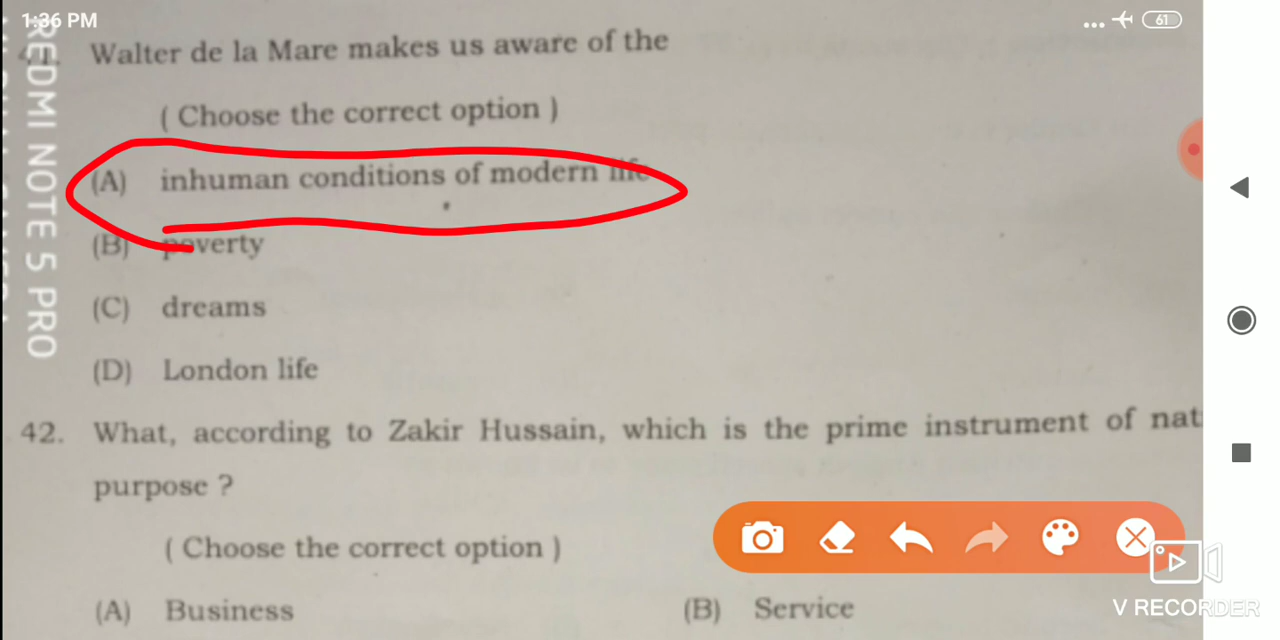 1:36 PM
61
41. Walter de la Mare makes us aware of the
( Choose the correct option )
(A) inhuman conditions of modern life
(B) poverty
(C) dreams
(D) London life
42. What, according to Zakir Hussain, which is the prime instrument of nat
purpose ?
( Choose the correct option )
(A) Business
(B) Service
REDMI NOTE 5 PRO
V RECORDER